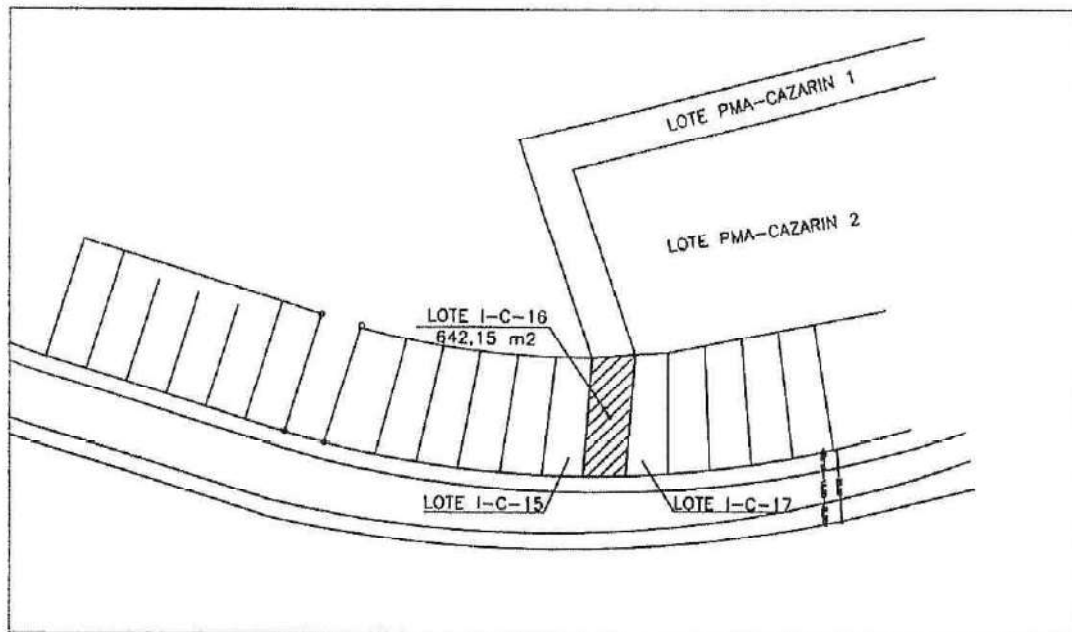 LOTE PMA-CAZARIN 1
LOTE PMA-CAZARIN 2
LOTE I-C-16
642,15 m2
LOTE I-C-15
LOTE I-C-17